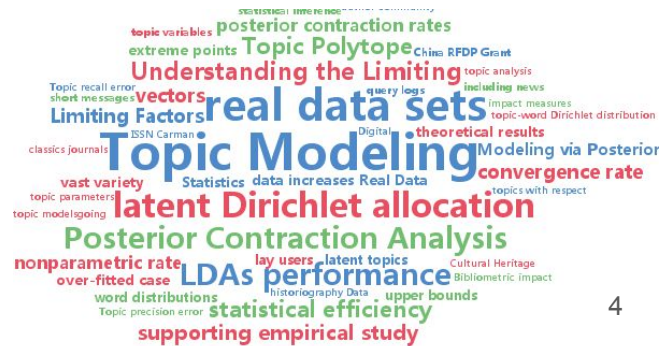 statistical inference
posterior contraction rates
topic variables
extreme points
Topic Polytope
China RFDP Grant
Understanding the Limiting
topic analysis
Topic recall error
short messages
vectors
query logs
including news
real data sets
impact measures
Limiting Factors
topic-word Dirichlet distribution
ISSN Carman
Digital
theoretical results
classics journals
Topic Modeling
Modeling via Posterior
convergence rate
vast variety
Statistics
data increases Real Data
topics with respect
topic parameters
latent Dirichlet allocation
topic modelsgoing
Posterior Contraction Analysis
nonparametric rate
lay users
latent topics
Cultural Heritage
over-fitted case
LDAs performance
Bibliometric impact
word distributions
historiography Data
upper bounds
Topic precision error
statistical efficiency
4
supporting empirical study